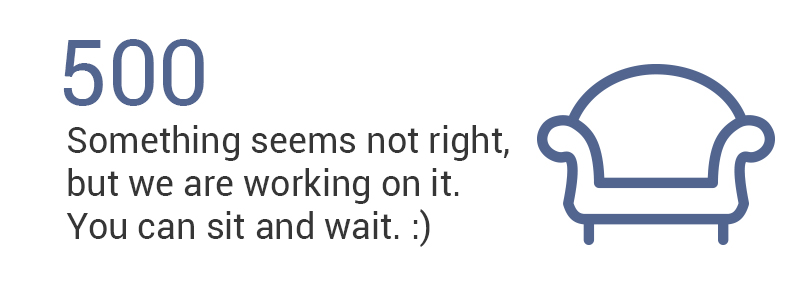 500
Something seems not right,
but we are working on it.
You can sit and wait. :)